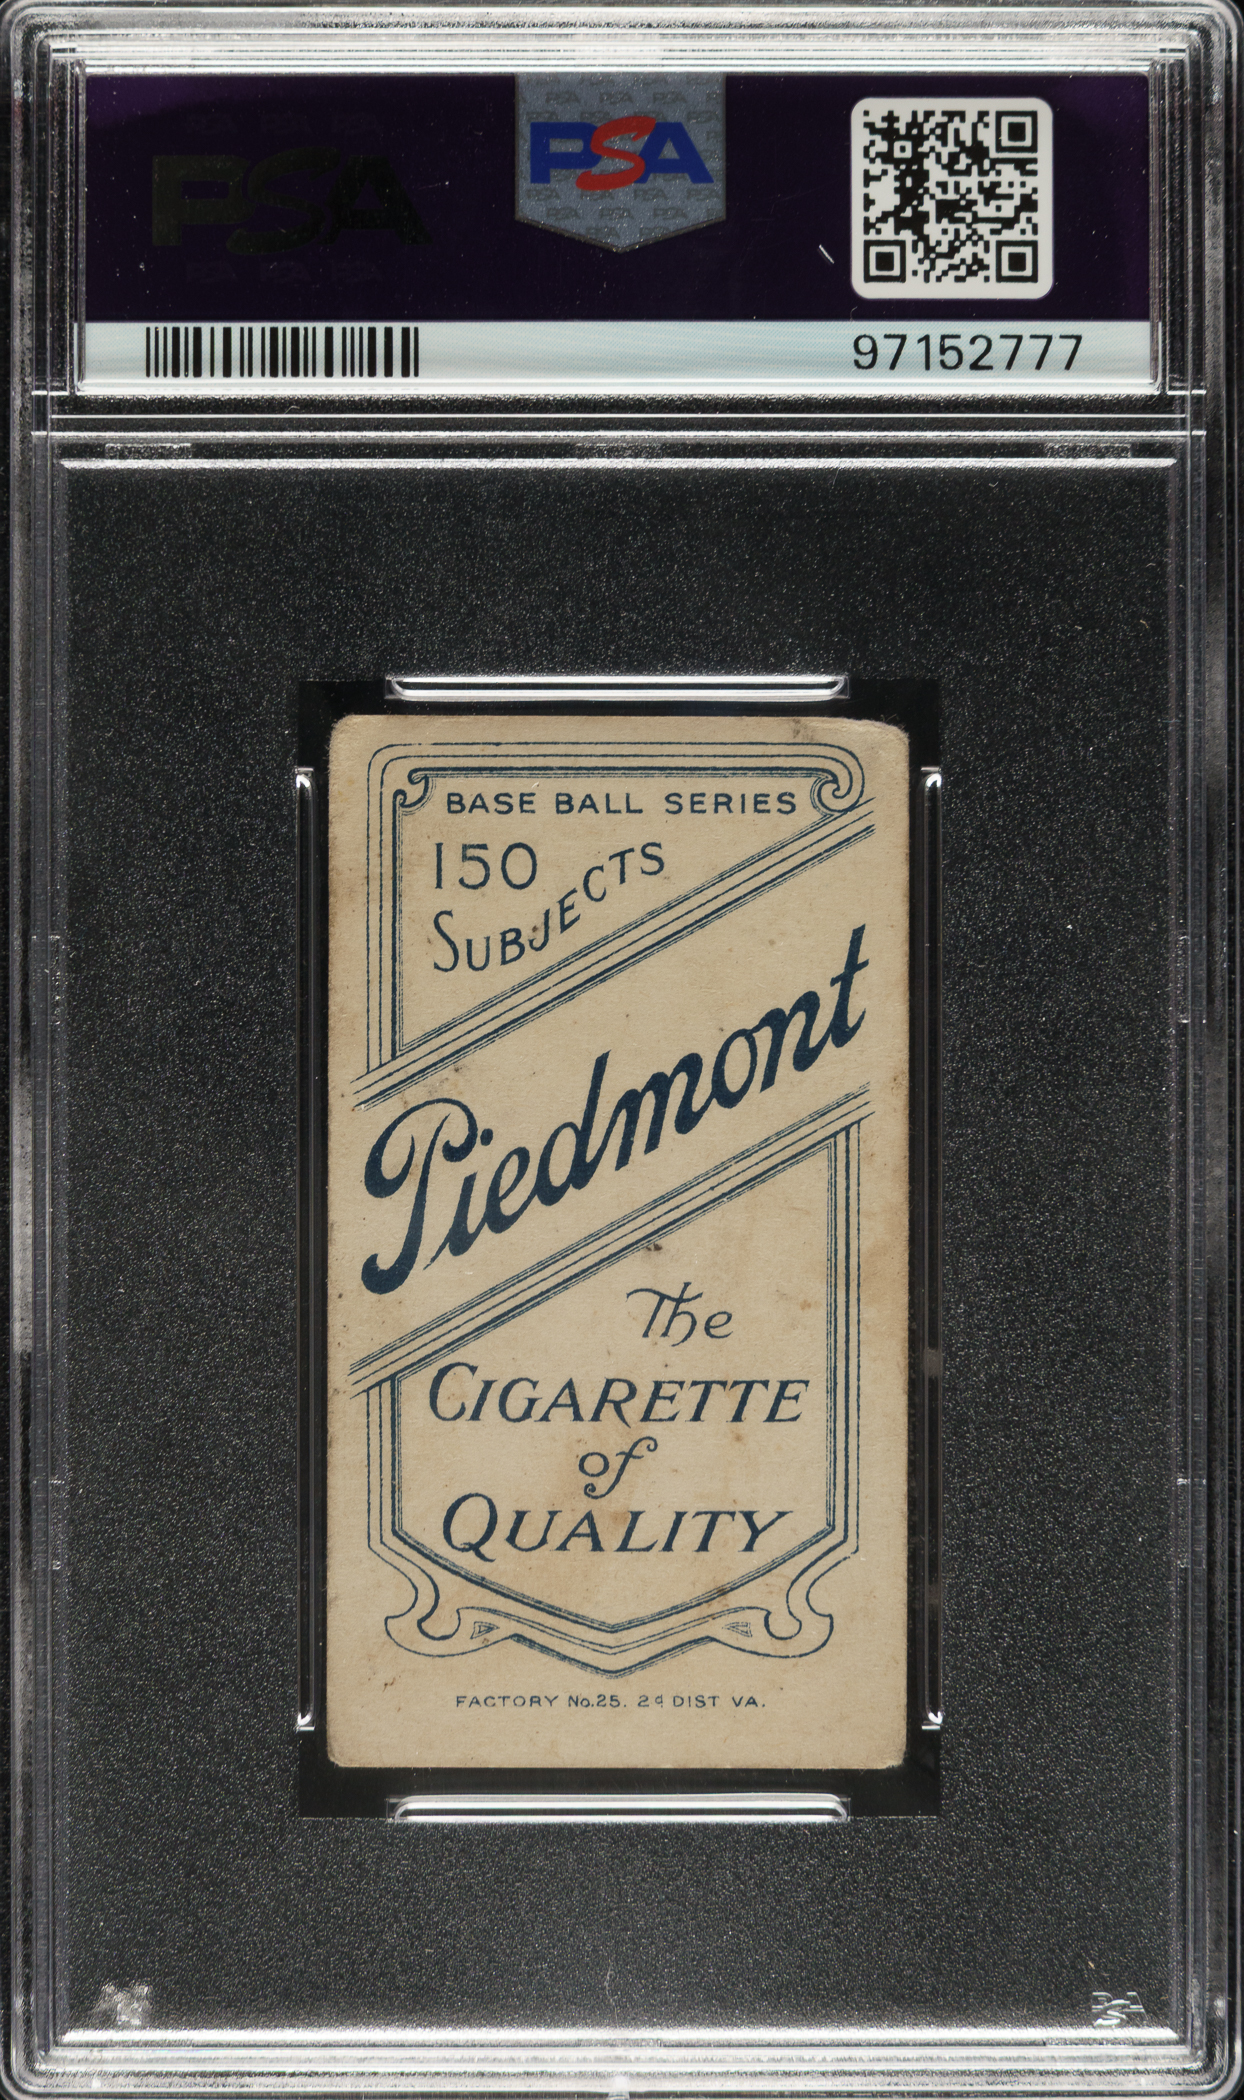 PSA
PSA
97152777
BASE BALL SERIES
150
SUBJECTS
Piedmont
The
CIGARETTE
of
QUALITY
FACTORY No.25. 2d DIST VA.
PSA